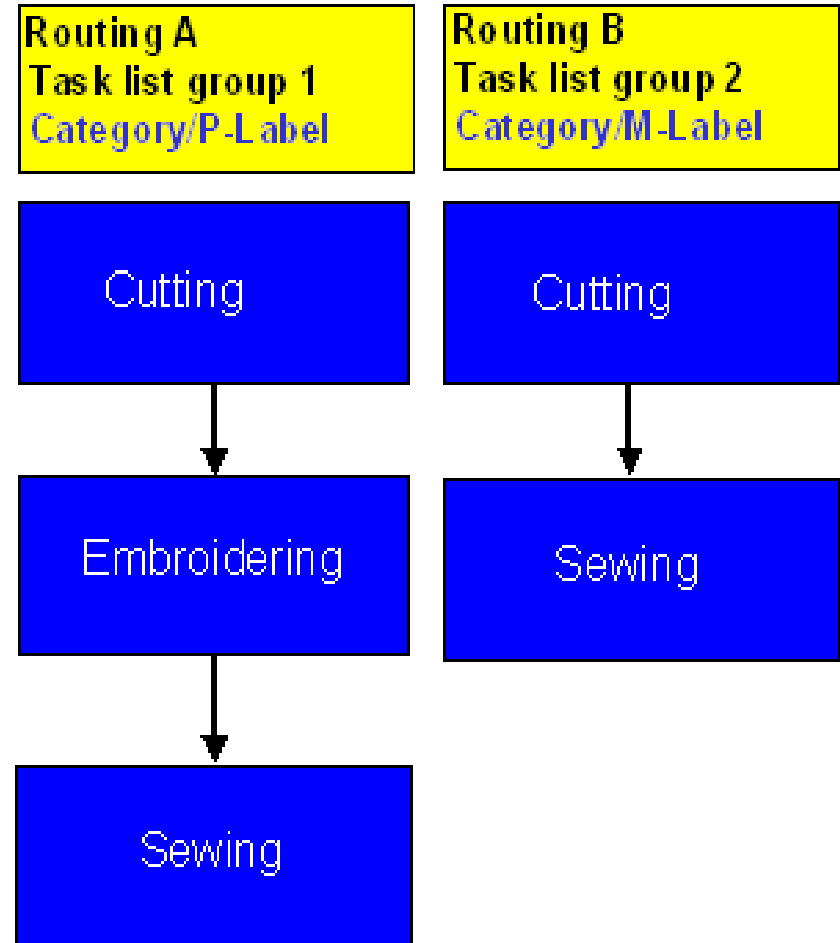 Routing A
Task list group 1
Category/P-Label
Cutting
Embroidering
Sewing
Routing B
Task list group 2
Category/M-Label
Cutting
Sewing